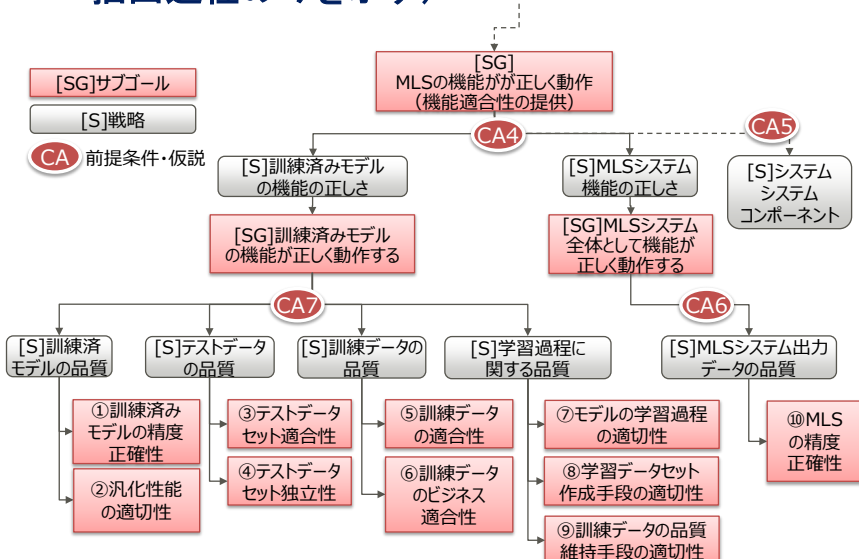 [SG]
MLSの機能がが正しく動作
(機能適合性の提供)
[SG]サブゴール
[S]戦略
CA 前提条件・仮説
CA4
CA5
[S]訓練済みモデル
の機能の正しさ
[S]MLSシステム
機能の正しさ
[S]システム
システム
コンポーネント
[SG]訓練済みモデル
の機能が正しく動作する
[SG]MLSシステム
全体として機能が
正しく動作する
CA7
CA6
[S]訓練済
モデルの品質
[S]テストデータ
の品質
[S]訓練データの
品質
[S]学習過程に
関する品質
[S]MLSシステム出力
データの品質
①訓練済み
モデルの精度
正確性
③テストデータ
セット適合性
⑤訓練データ
の適合性
⑦モデルの学習過程
の適切性
⑩MLS
の精度
正確性
②汎化性能
の適切性
④テストデータ
セット独立性
⑥訓練データ
のビジネス
適合性
⑧学習データセット
作成手段の適切性
⑨訓練データの品質
維持手段の適切性